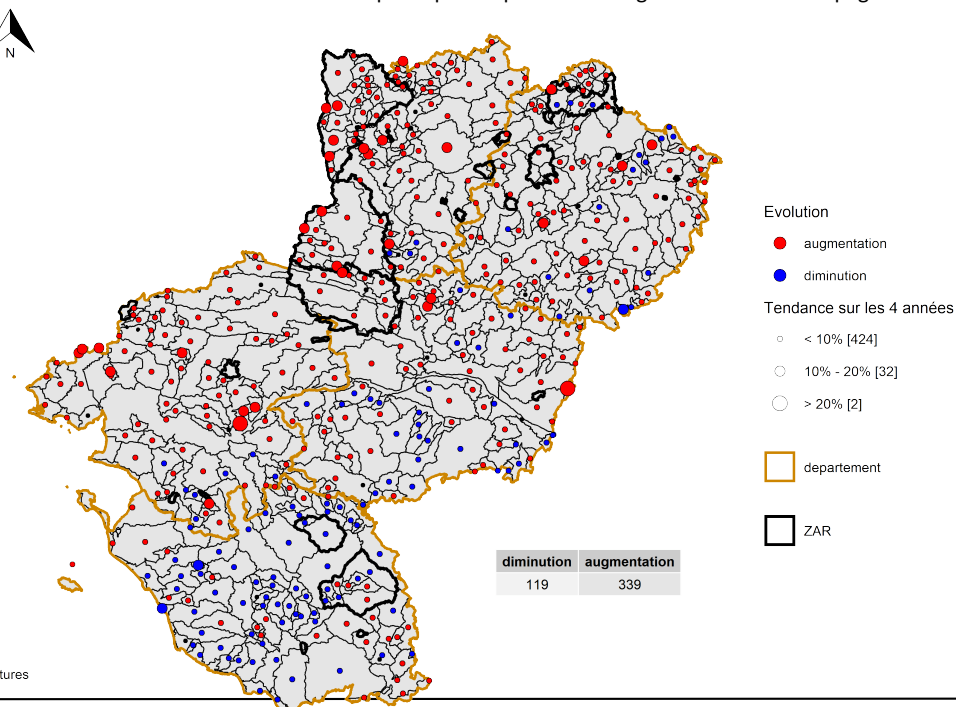 N
Evolution
augmentation
diminution
Tendance sur les 4 années
< 10% [424]
10% - 20% [32]
> 20% [2]
departement
ZAR
diminution augmentation
119 339
tures